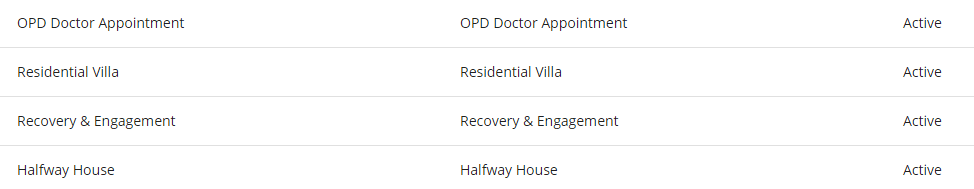 OPD Doctor Appointment OPD Doctor Appointment Active
Residential Villa Residential Villa Active
Recovery & Engagement Recovery & Engagement Active
Halfway House Halfway House Active